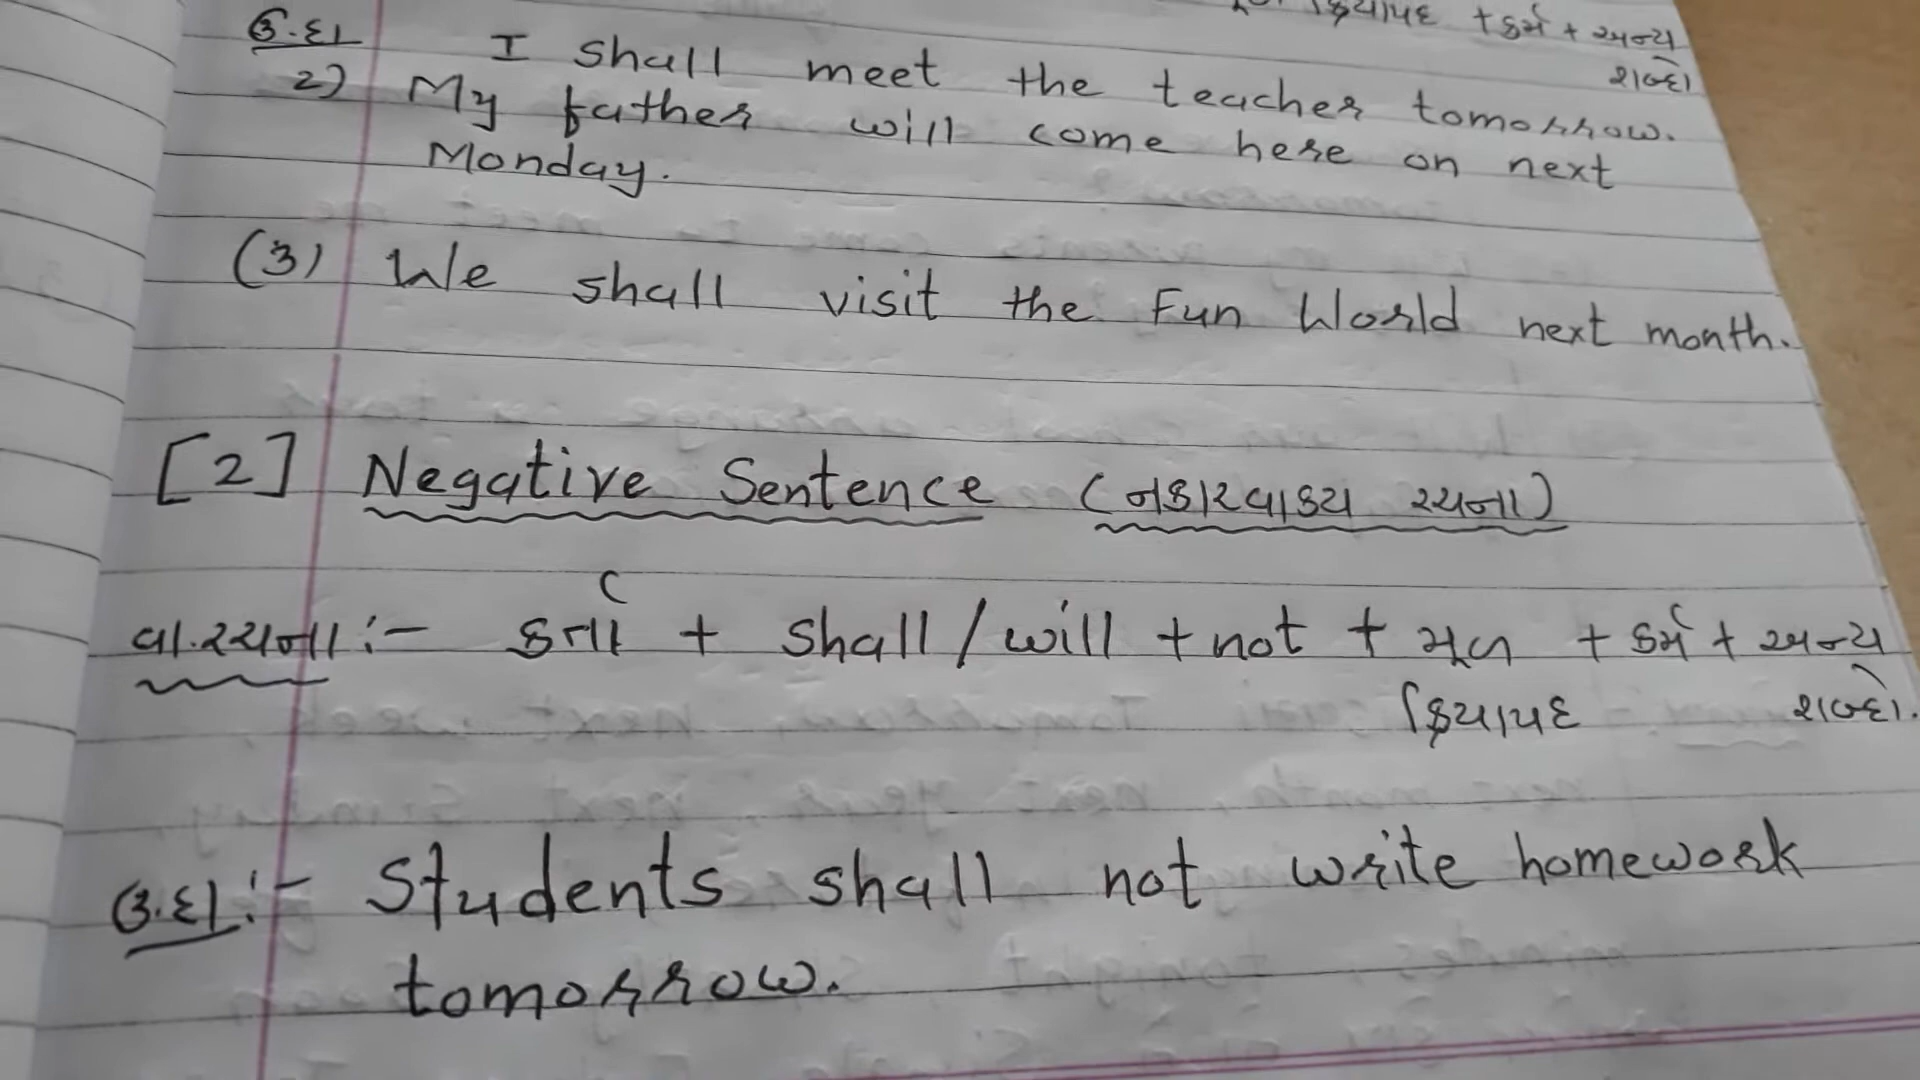 ક્રિયાપદ + કર્મ + અન્ય
શબ્દો
ઉ.દા I shall meet the teacher tomorrow.
2) My father will come here on next
Monday.
(3) We shall visit the Fun World next month.
[2] Negative Sentence (નકારવાક્ય રચના)
વા.રચના :- કર્તા + shall / will + not + મૂળ + કર્મ + અન્ય
ક્રિયાપદ શબ્દો.
ઉ.દા :- Students shall not write homework
tomorrow.